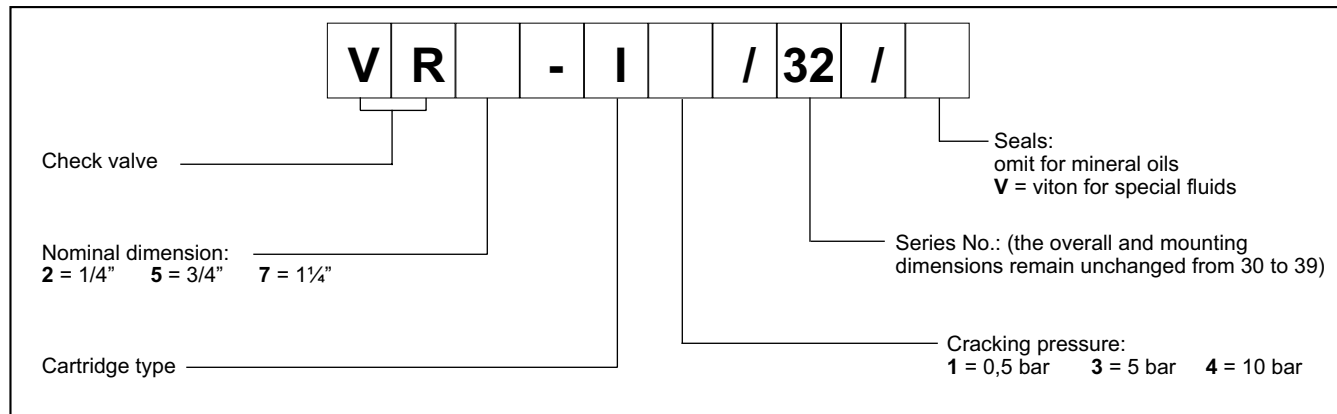 V R - I / 32 /
Check valve
Seals:
omit for mineral oils
V = viton for special fluids
Nominal dimension:
2 = 1/4” 5 = 3/4” 7 = 1¼”
Series No.: (the overall and mounting
dimensions remain unchanged from 30 to 39)
Cartridge type
Cracking pressure:
1 = 0,5 bar 3 = 5 bar 4 = 10 bar